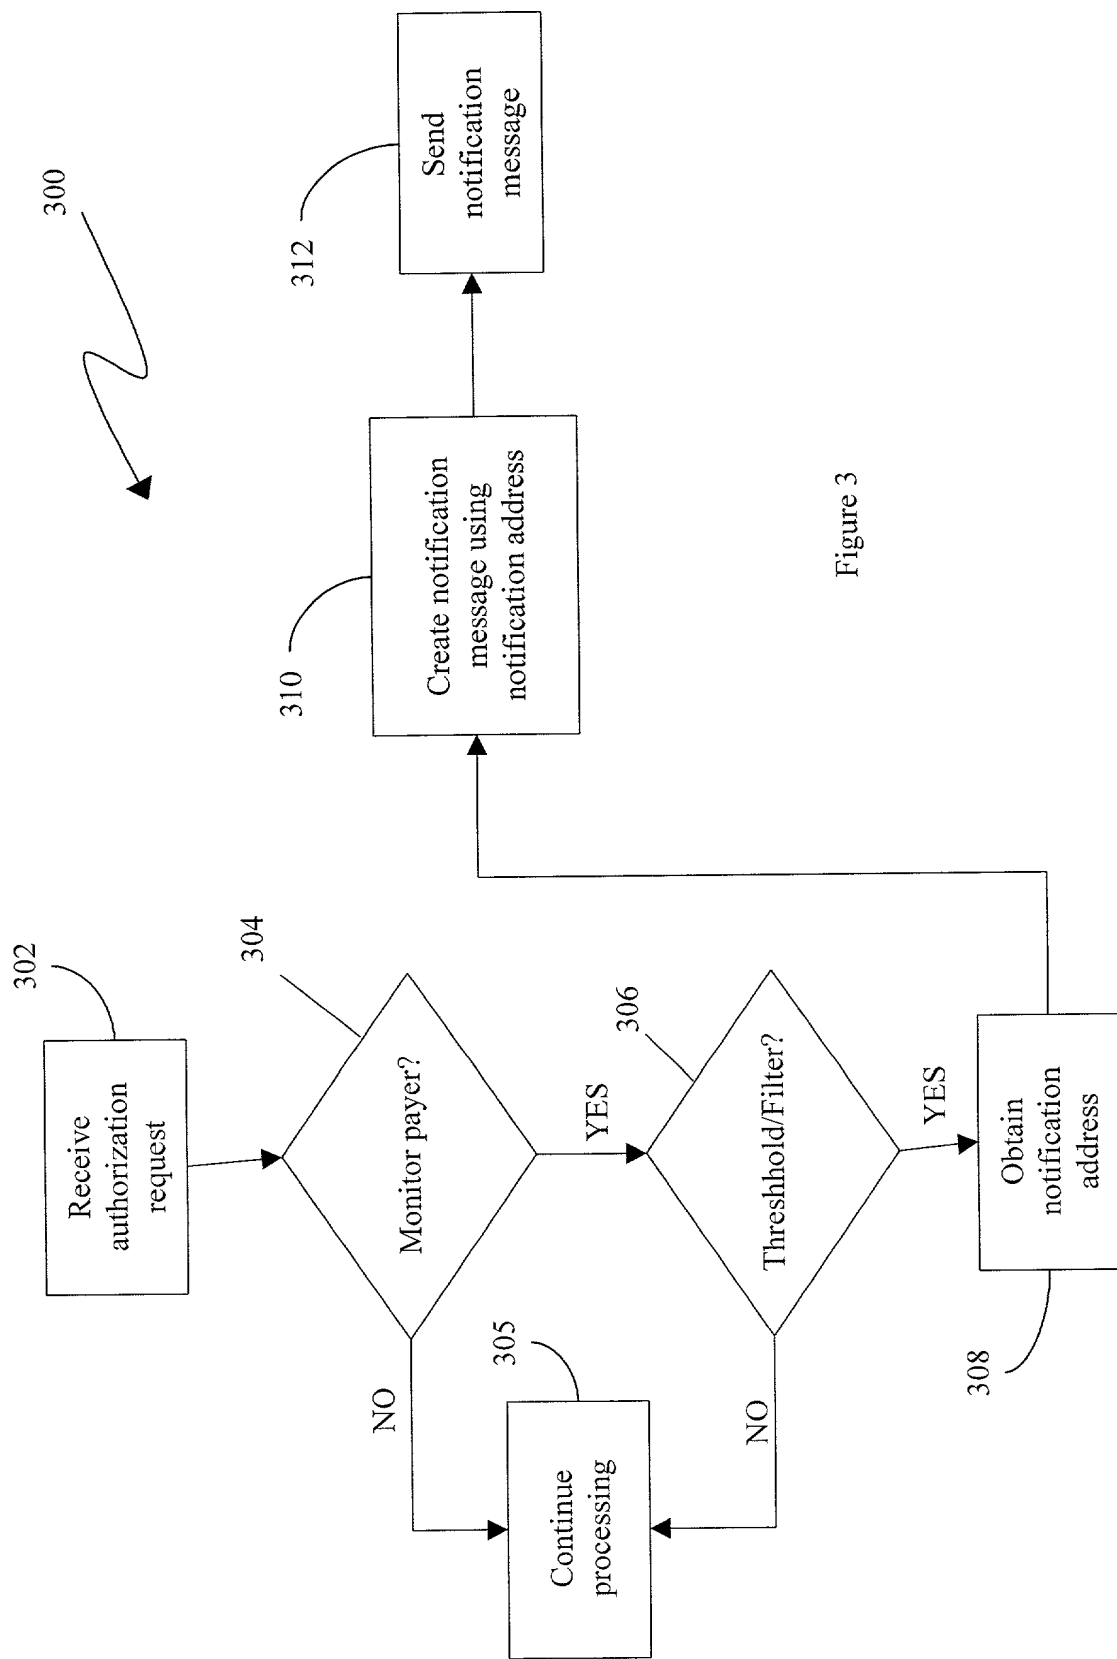 300
302
Receive
authorization
request
304
Monitor payer?
NO
YES
305
Continue
processing
306
Threshhold/Filter?
NO
YES
308
Obtain
notification
address
310
Create notification
message using
notification address
312
Send
notification
message
Figure 3